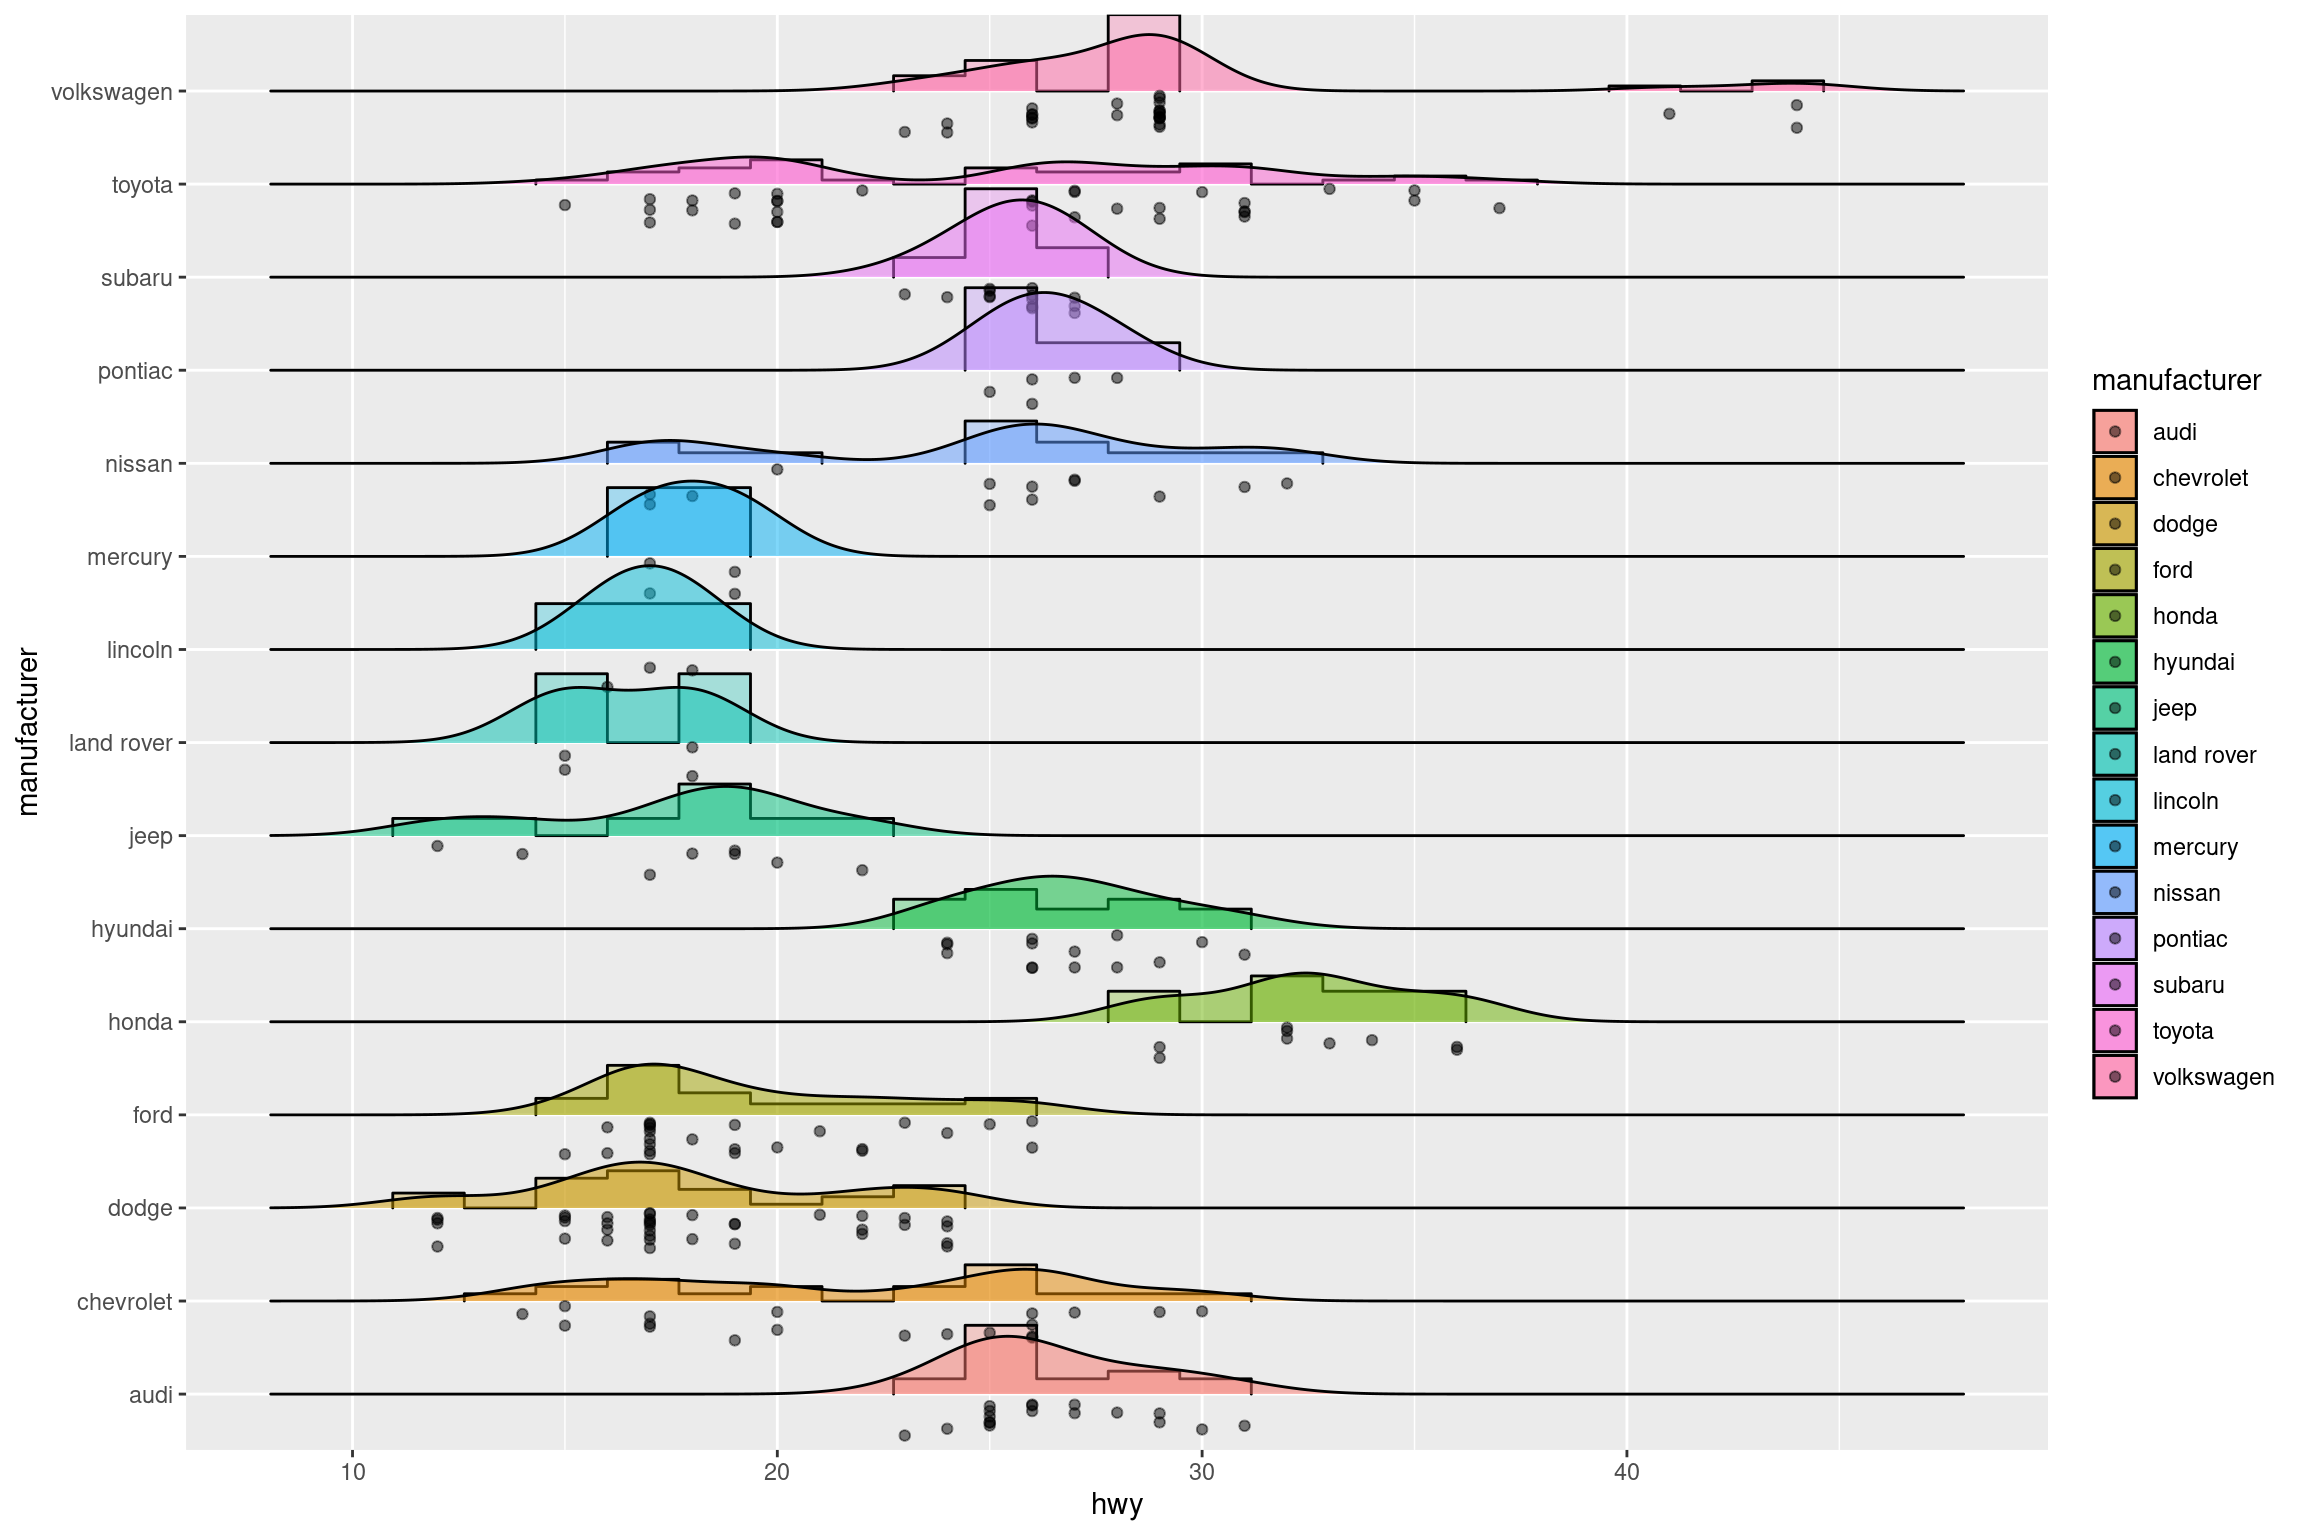 volkswagen
toyota
subaru
pontiac
nissan
mercury
lincoln
land rover
jeep
hyundai
honda
ford
dodge
chevrolet
audi
manufacturer
10 20 30 40
hwy
manufacturer
audi
chevrolet
dodge
ford
honda
hyundai
jeep
land rover
lincoln
mercury
nissan
pontiac
subaru
toyota
volkswagen